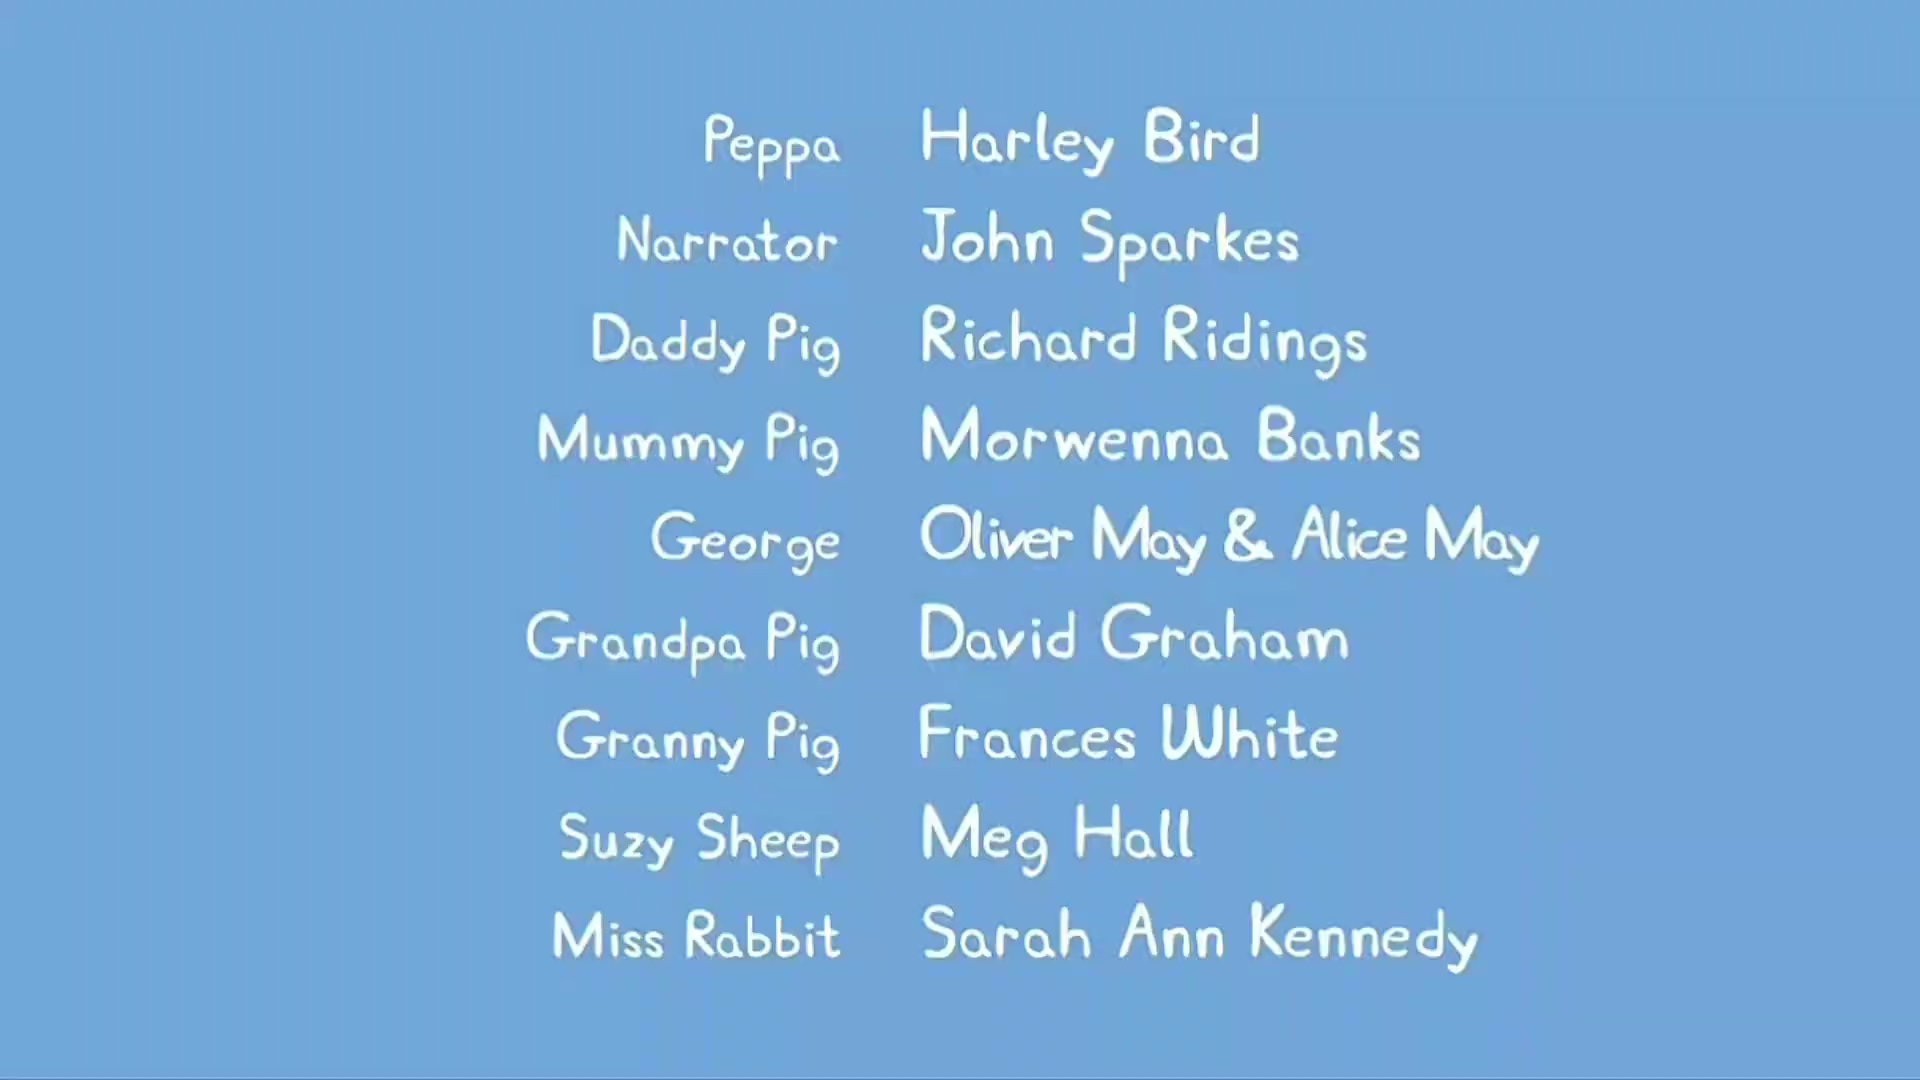 Peppa Harley Bird
Narrator John Sparkes
Daddy Pig Richard Ridings
Mummy Pig Morwenna Banks
George Oliver May & Alice May
Grandpa Pig David Graham
Granny Pig Frances White
Suzy Sheep Meg Hall
Miss Rabbit Sarah Ann Kennedy